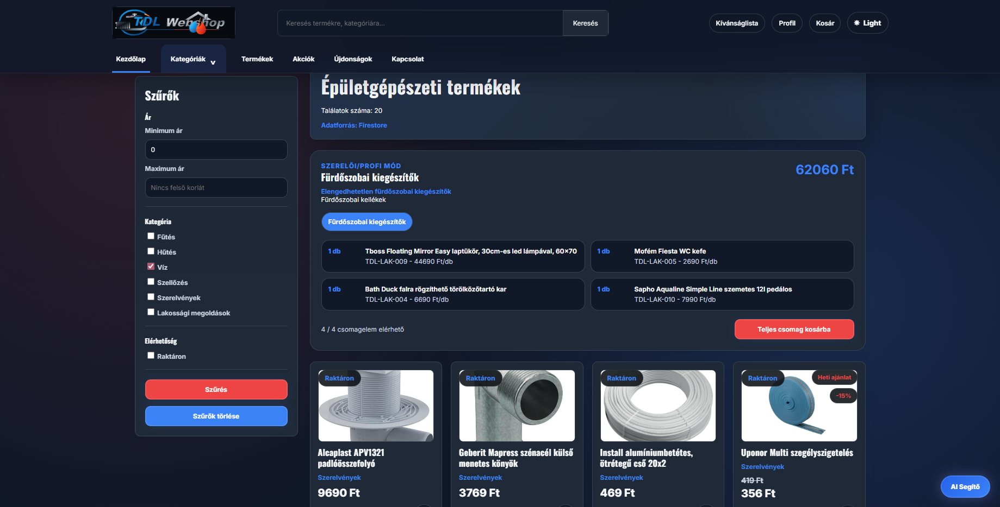 TDL Webshop
Keresés termékre, kategóriára...
Keresés
Kívánságlista
Profil
Kosár
Light
Kezdőlap
Kategóriák v
Termékek
Akciók
Újdonságok
Kapcsolat
Szűrők
Ár
Minimum ár
0
Maximum ár
Nincs felső korlát
Kategória
Fűtés
Hűtés
Víz
Szellőzés
Szerelvények
Lakossági megoldások
Elérhetőség
Raktáron
Szűrés
Szűrők törlése
Épületgépészeti termékek
Találatok száma: 20
Adatforrás: Firestore
SZERELŐI/PROFI MÓD
62060 Ft
Fürdőszobai kiegészítők
Elengedhetetlen fürdőszobai kiegészítők
Fürdőszobai kellékek
Fürdőszobai kiegészítők
1 db
Tboss Floating Mirror Easy laptükör, 30cm-es led lámpával, 60x70
TDL-LAK-009 - 44690 Ft/db
1 db
Mofém Fiesta WC kefe
TDL-LAK-005 - 2690 Ft/db
1 db
Bath Duck falra rögzíthető törölközőtartó kar
TDL-LAK-004 - 6690 Ft/db
1 db
Sapho Aqualine Simple Line szemetes 12l pedálos
TDL-LAK-010 - 7990 Ft/db
4 / 4 csomagelem elérhető
Teljes csomag kosárba
Raktáron
Alcaplast APV1321
padlóösszefolyó
Szerelvények
9690 Ft
Raktáron
Geberit Mapress szénacél külső
menetes könyök
Szerelvények
3769 Ft
Raktáron
Install alumíniumbetétes,
ötrétegű cső 20x2
Szerelvények
469 Ft
Raktáron
Heti ajánlat
-15%
Uponor Multi szegélyszigetelés
Szerelvények
419 Ft
356 Ft
AI Segítő